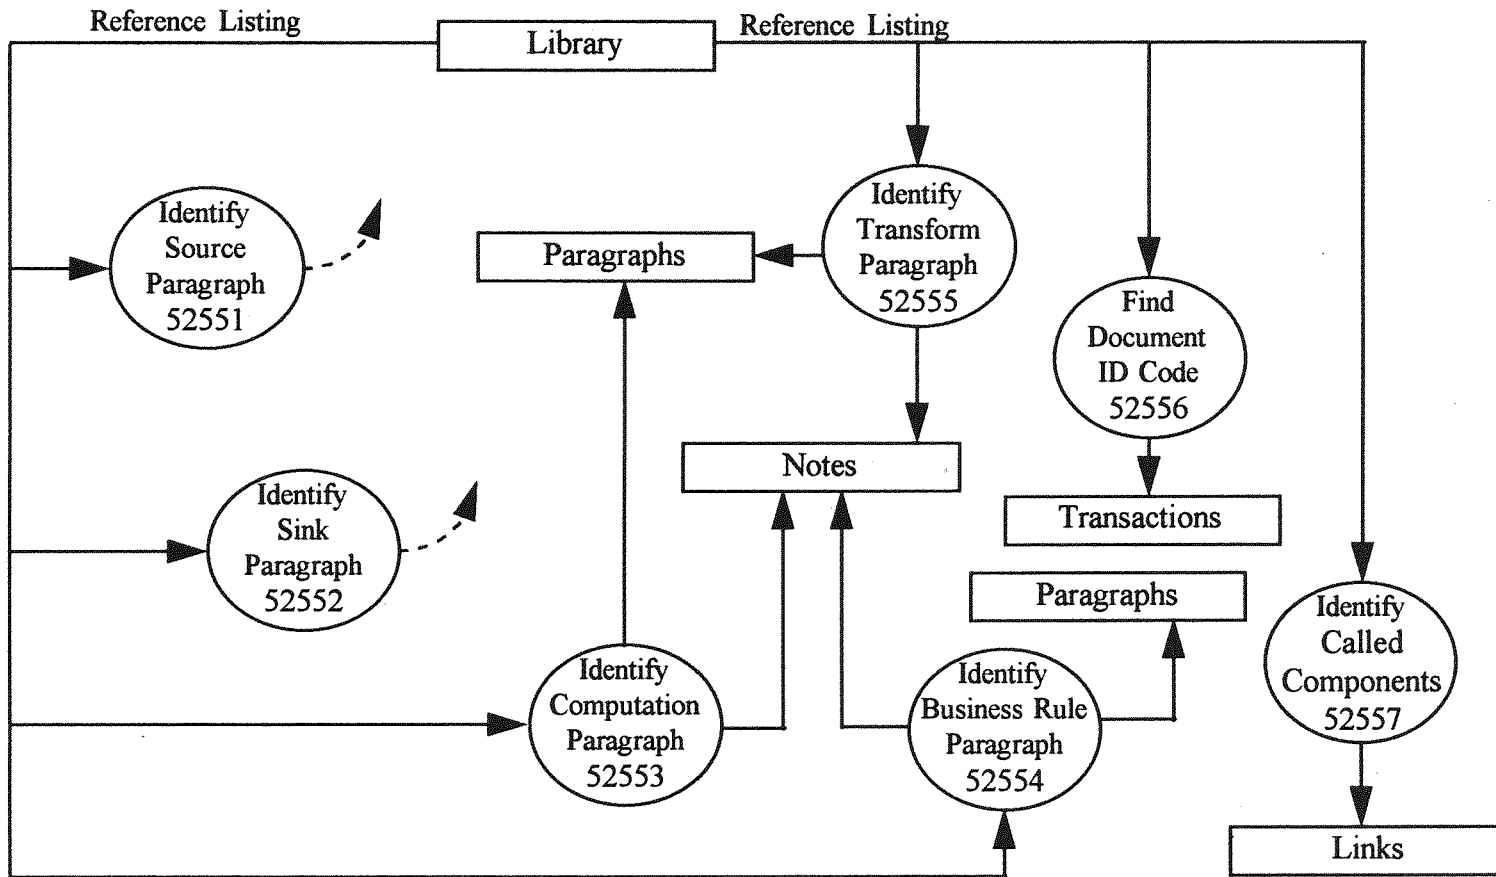 Reference Listing
Library
Reference Listing
Identify
Source
Paragraph
52551
Paragraphs
Identify
Transform
Paragraph
52555
Find
Document
ID Code
52556
Notes
Identify
Sink
Paragraph
52552
Transactions
Paragraphs
Identify
Called
Components
52557
Identify
Computation
Paragraph
52553
Identify
Business Rule
Paragraph
52554
Links